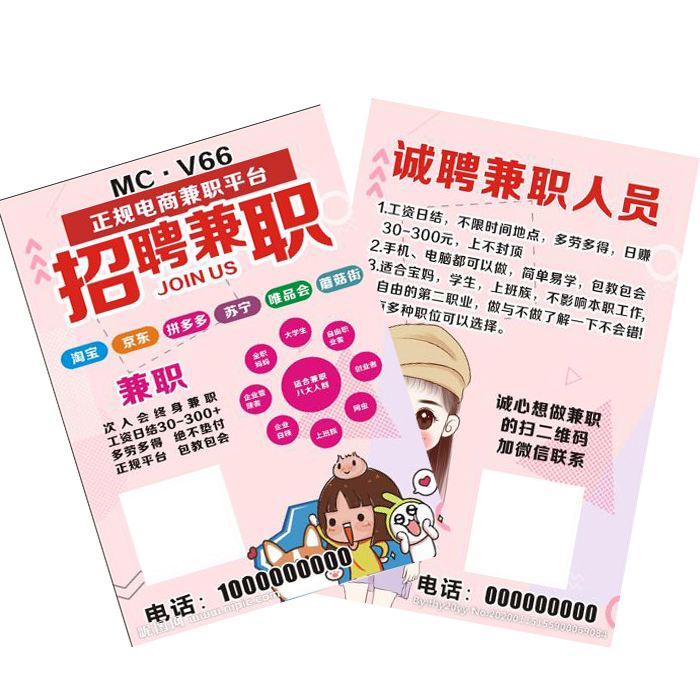 MC·V66
正规电商兼职平台
招聘兼职
JOIN US
淘宝 京东 拼多多 苏宁 唯品会 蘑菇街
兼职
次入会终身兼职
工资日结30-300+
多劳多得 绝不垫付
正规平台 包教包会
适合兼职
八大人群
大学生
自由职
业者
创业者
网虫
上班族
企业
白领
企业管
理者
全职
妈妈
电话：1000000000
昵图网 www.nipic.com
诚聘兼职人员
1.工资日结，不限时间地点，多劳多得，日赚
30-300元，上不封顶
2.手机、电脑都可以做，简单易学，包教包会
3.适合宝妈，学生，上班族，不影响本职工作，
自由的第二职业，做与不做了解一下不会错!
多种职位可以选择。
诚心想做兼职
的扫二维码
加微信联系
电话：000000000